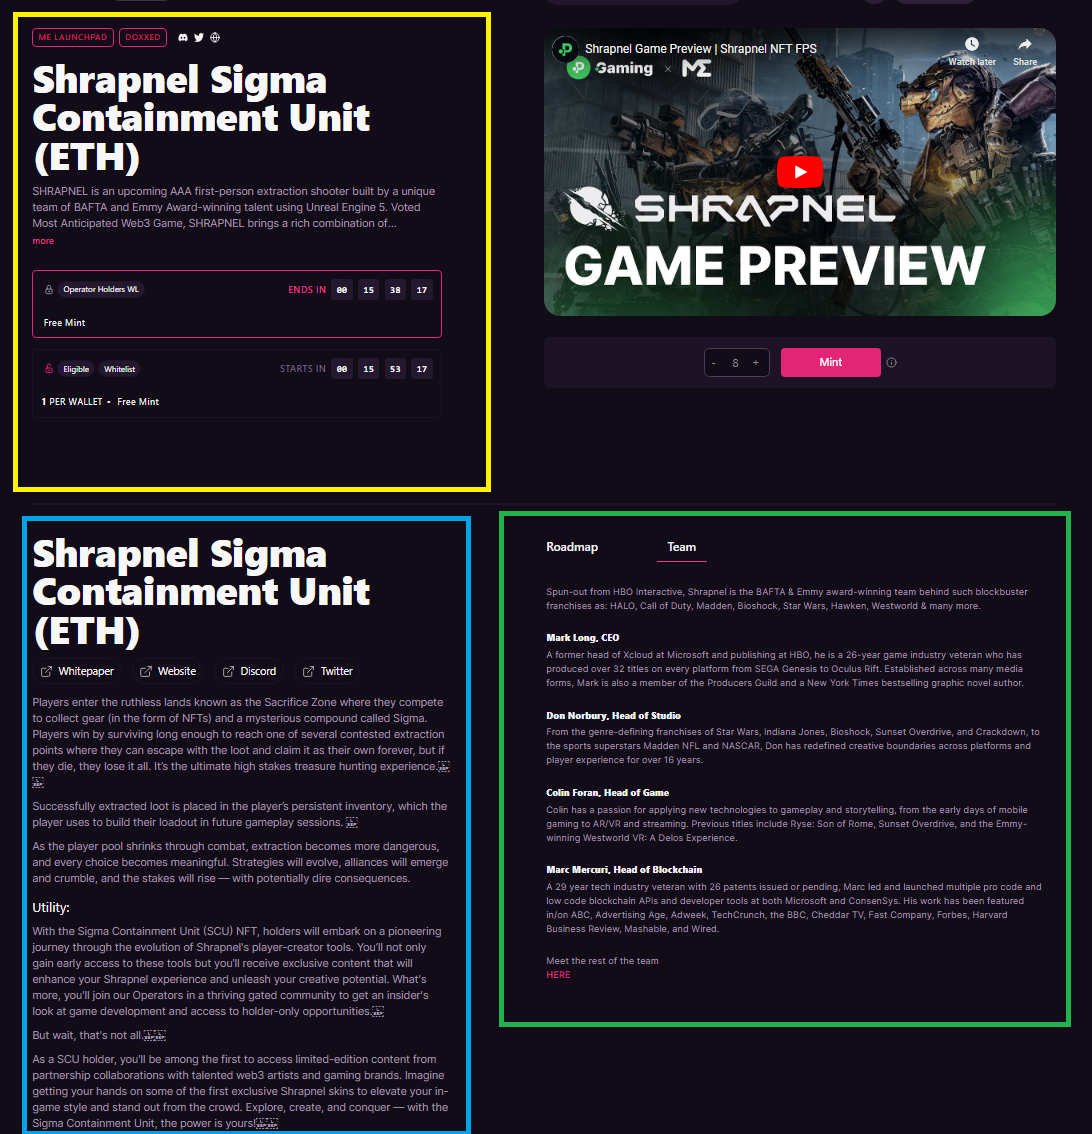 ME LAUNCHPAD DOXXED
Shrapnel Sigma
Containment Unit
(ETH)
SHRAPNEL is an upcoming AAA first-person extraction shooter built by a unique
team of BAFTA and Emmy Award-winning talent using Unreal Engine 5. Voted
Most Anticipated Web3 Game, SHRAPNEL brings a rich combination of...
more
Operator Holders WL ENDS IN 00 15 38 17
Free Mint
Eligible Whitelist STARTS IN 00 15 53 17
1 PER WALLET • Free Mint
Shrapnel Game Preview | Shrapnel NFT FPS
Watch later Share
Gaming × ME
SHRAPNEL
GAME PREVIEW
- 8 + Mint
Shrapnel Sigma
Containment Unit
(ETH)
Whitepaper Website Discord Twitter
Players enter the ruthless lands known as the Sacrifice Zone where they compete
to collect gear (in the form of NFTs) and a mysterious compound called Sigma.
Players win by surviving long enough to reach one of several contested extraction
points where they can escape with the loot and claim it as their own forever, but if
they die, they lose it all. It's the ultimate high stakes treasure hunting experience.
Successfully extracted loot is placed in the player's persistent inventory, which the
player uses to build their loadout in future gameplay sessions.
As the player pool shrinks through combat, extraction becomes more dangerous,
and every choice becomes meaningful. Strategies will evolve, alliances will emerge
and crumble, and the stakes will rise — with potentially dire consequences.
Utility:
With the Sigma Containment Unit (SCU) NFT, holders will embark on a pioneering
journey through the evolution of Shrapnel's player-creator tools. You'll not only
gain early access to these tools but you'll receive exclusive content that will
enhance your Shrapnel experience and unleash your creative potential. What's
more, you'll join our Operators in a thriving gated community to get an insider's
look at game development and access to holder-only opportunities.
But wait, that's not all.
As a SCU holder, you'll be among the first to access limited-edition content from
partnership collaborations with talented web3 artists and gaming brands. Imagine
getting your hands on some of the first exclusive Shrapnel skins to elevate your in-
game style and stand out from the crowd. Explore, create, and conquer — with the
Sigma Containment Unit, the power is yours!
Roadmap Team
Spun-out from HBO Interactive, Shrapnel is the BAFTA & Emmy award-winning team behind such blockbuster
franchises as: HALO, Call of Duty, Madden, Bioshock, Star Wars, Hawken, Westworld & many more.
Mark Long, CEO
A former head of Xcloud at Microsoft and publishing at HBO, he is a 26-year game industry veteran who has
produced over 32 titles on every platform from SEGA Genesis to Oculus Rift. Established across many media
forms, Mark is also a member of the Producers Guild and a New York Times bestselling graphic novel author.
Don Norbury, Head of Studio
From the genre-defining franchises of Star Wars, Indiana Jones, Bioshock, Sunset Overdrive, and Crackdown, to
the sports superstars Madden NFL and NASCAR, Don has redefined creative boundaries across platforms and
player experience for over 16 years.
Colin Foran, Head of Game
Colin has a passion for applying new technologies to gameplay and storytelling, from the early days of mobile
gaming to AR/VR and streaming. Previous titles include Ryse: Son of Rome, Sunset Overdrive, and the Emmy-
winning Westworld VR: A Delos Experience.
Marc Mercuri, Head of Blockchain
A 29 year tech industry veteran with 26 patents issued or pending, Marc led and launched multiple pro code and
low code blockchain APIs and developer tools at both Microsoft and ConsenSys. His work has been featured
in/on ABC, Advertising Age, Adweek, TechCrunch, the BBC, Cheddar TV, Fast Company, Forbes, Harvard
Business Review, Mashable, and Wired.
Meet the rest of the team
HERE